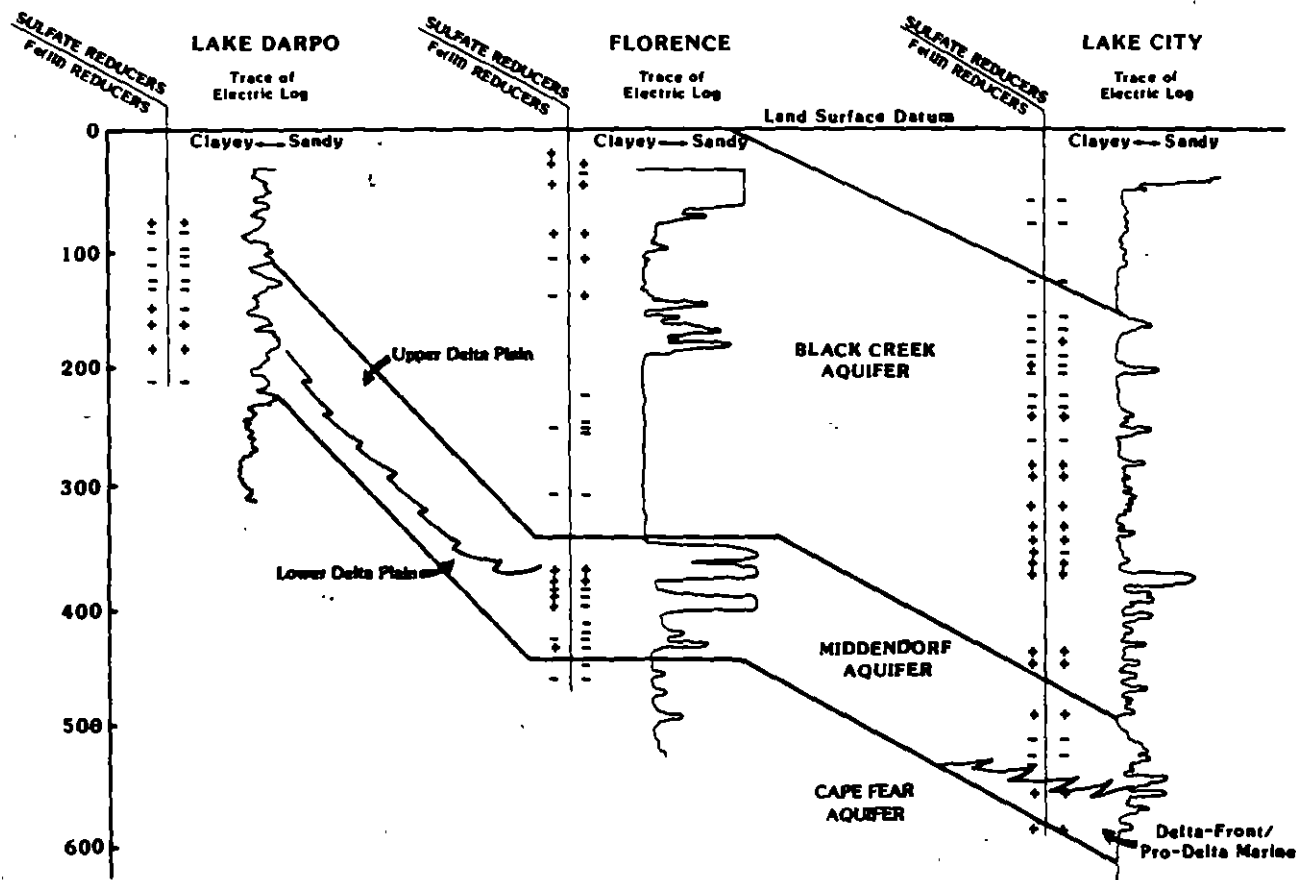 SULFATE REDUCERS
Fe(III) REDUCERS
LAKE DARPO
Trace of
Electric Log
SULFATE REDUCERS
Fe(III) REDUCERS
FLORENCE
Trace of
Electric Log
SULFATE REDUCERS
Fe(III) REDUCERS
LAKE CITY
Trace of
Electric Log
Land Surface Datum
0
Clayey ⟷ Sandy
Clayey ⟷ Sandy
Clayey ⟷ Sandy
100
200
300
400
500
600
Upper Delta Plain
BLACK CREEK
AQUIFER
Lower Delta Plain
MIDDENDORF
AQUIFER
CAPE FEAR
AQUIFER
Delta-Front/
Pro-Delta Marine